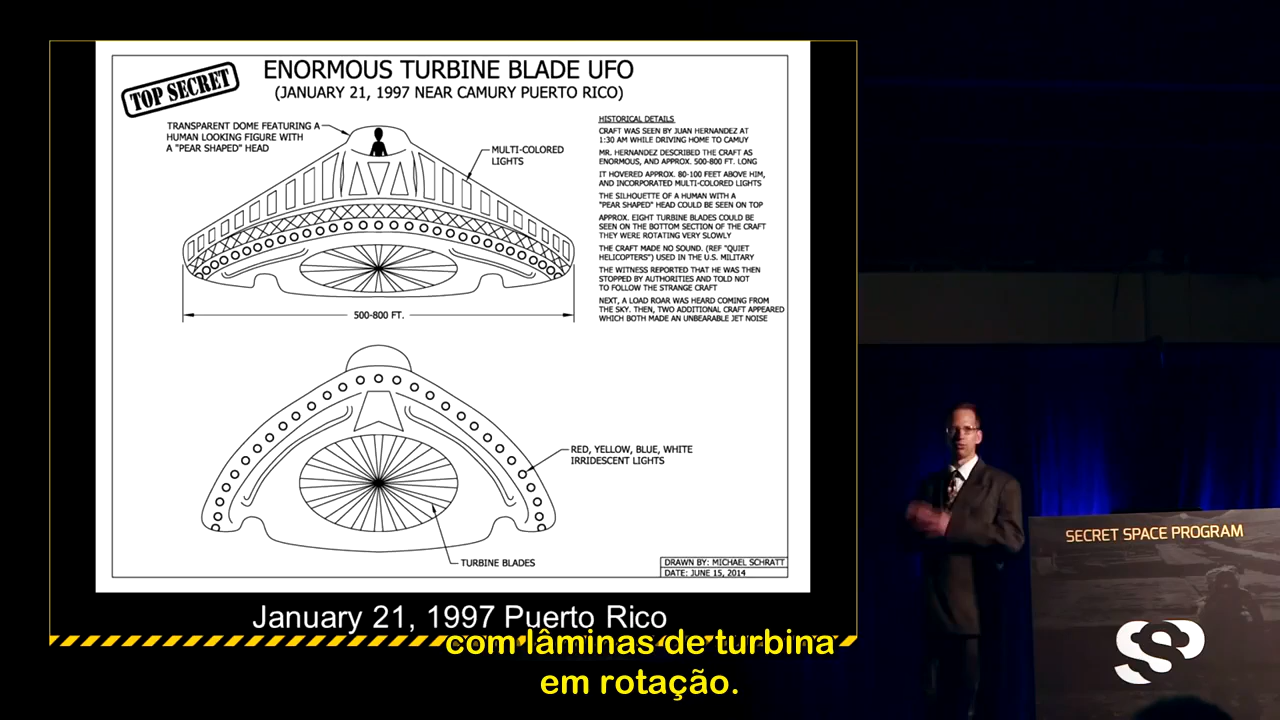 TOP SECRET
ENORMOUS TURBINE BLADE UFO
(JANUARY 21, 1997 NEAR CAMURY PUERTO RICO)
TRANSPARENT DOME FEATURING A
HUMAN LOOKING FIGURE WITH
A "PEAR SHAPED" HEAD
MULTI-COLORED
LIGHTS
HISTORICAL DETAILS
CRAFT WAS SEEN BY JUAN HERNANDEZ AT
1:30 AM WHILE DRIVING HOME TO CAMUY
MR. HERNANDEZ DESCRIBED THE CRAFT AS
ENORMOUS, AND APPROX. 500-800 FT. LONG
IT HOVERED APPROX. 80-100 FEET ABOVE HIM,
AND INCORPORATED MULTI-COLORED LIGHTS
THE SILHOUETTE OF A HUMAN WITH A
"PEAR SHAPED" HEAD COULD BE SEEN ON TOP
APPROX. EIGHT TURBINE BLADES COULD BE
SEEN ON THE BOTTOM SECTION OF THE CRAFT
THEY WERE ROTATING VERY SLOWLY
THE CRAFT MADE NO SOUND. (REF "QUIET
HELICOPTERS") USED IN THE U.S. MILITARY
THE WITNESS REPORTED THAT HE WAS THEN
STOPPED BY AUTHORITIES AND TOLD NOT
TO FOLLOW THE STRANGE CRAFT
NEXT, A LOAD ROAR WAS HEARD COMING FROM
THE SKY. THEN, TWO ADDITIONAL CRAFT APPEARED
WHICH BOTH MADE AN UNBEARABLE JET NOISE
500-800 FT.
RED, YELLOW, BLUE, WHITE
IRRIDESCENT LIGHTS
TURBINE BLADES
DRAWN BY: MICHAEL SCHRATT
DATE: JUNE 15, 2014
January 21, 1997 Puerto Rico
SECRET SPACE PROGRAM
SSP
com lâminas de turbina
em rotação.